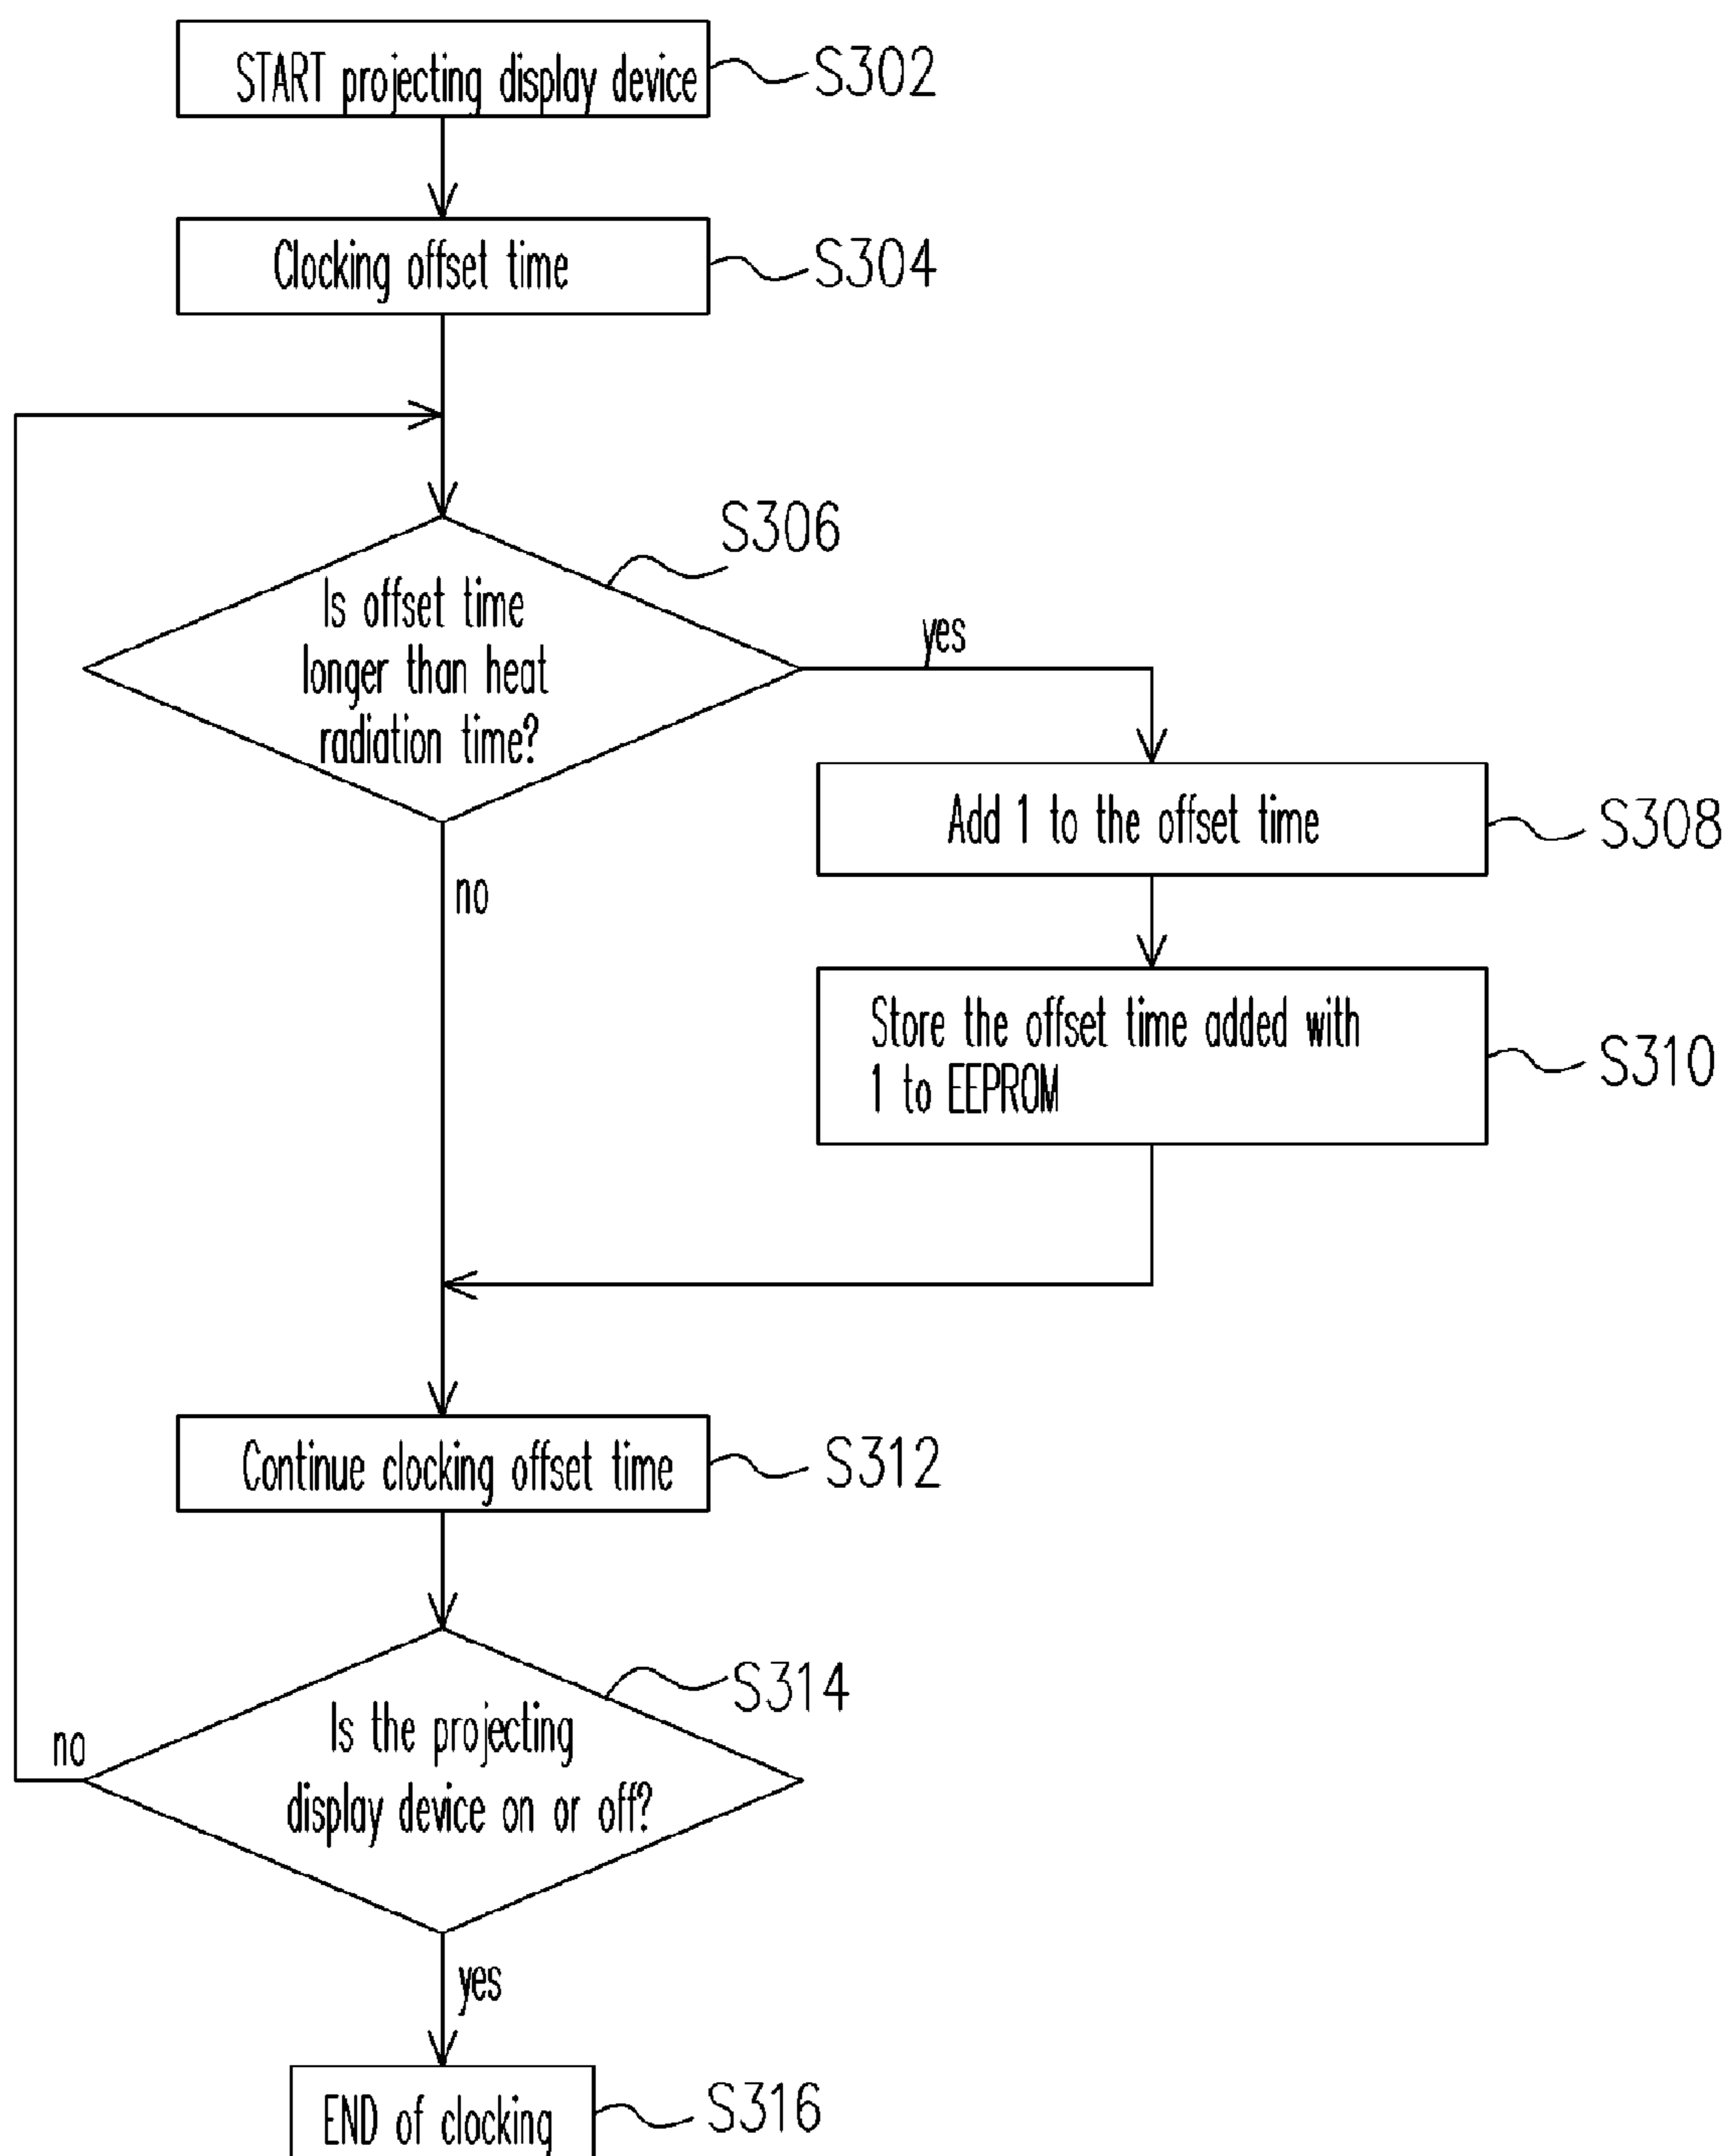 START projecting display device
S302
Clocking offset time
S304
S306
Is offset time
longer than heat
radiation time?
yes
Add 1 to the offset time
S308
no
Store the offset time added with
1 to EEPROM
S310
Continue clocking offset time
S312
S314
Is the projecting
display device on or off?
no
yes
END of clocking
S316